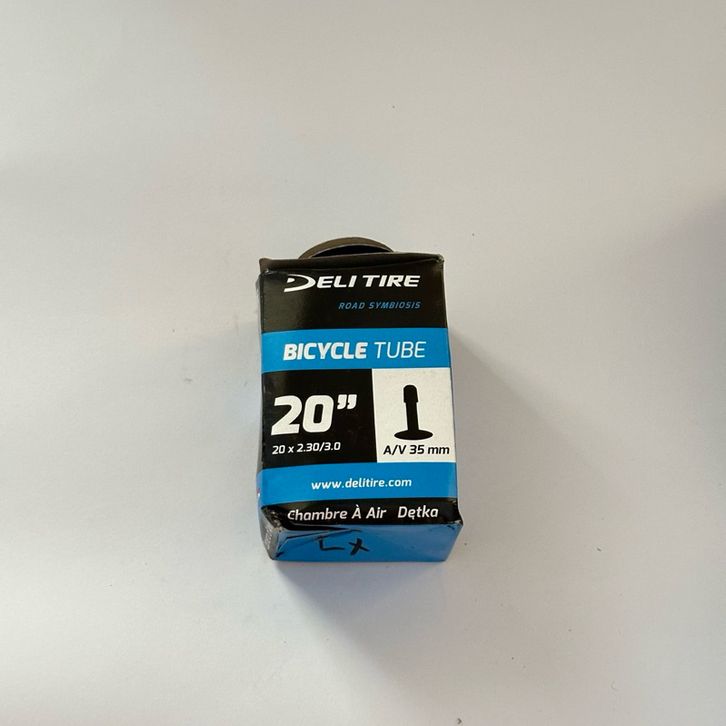 DELI TIRE
ROAD SYMBIOSIS
BICYCLE TUBE
20”
20 x 2.30/3.0
A/V 35 mm
www.delitire.com
Chambre À Air Dętka
LX